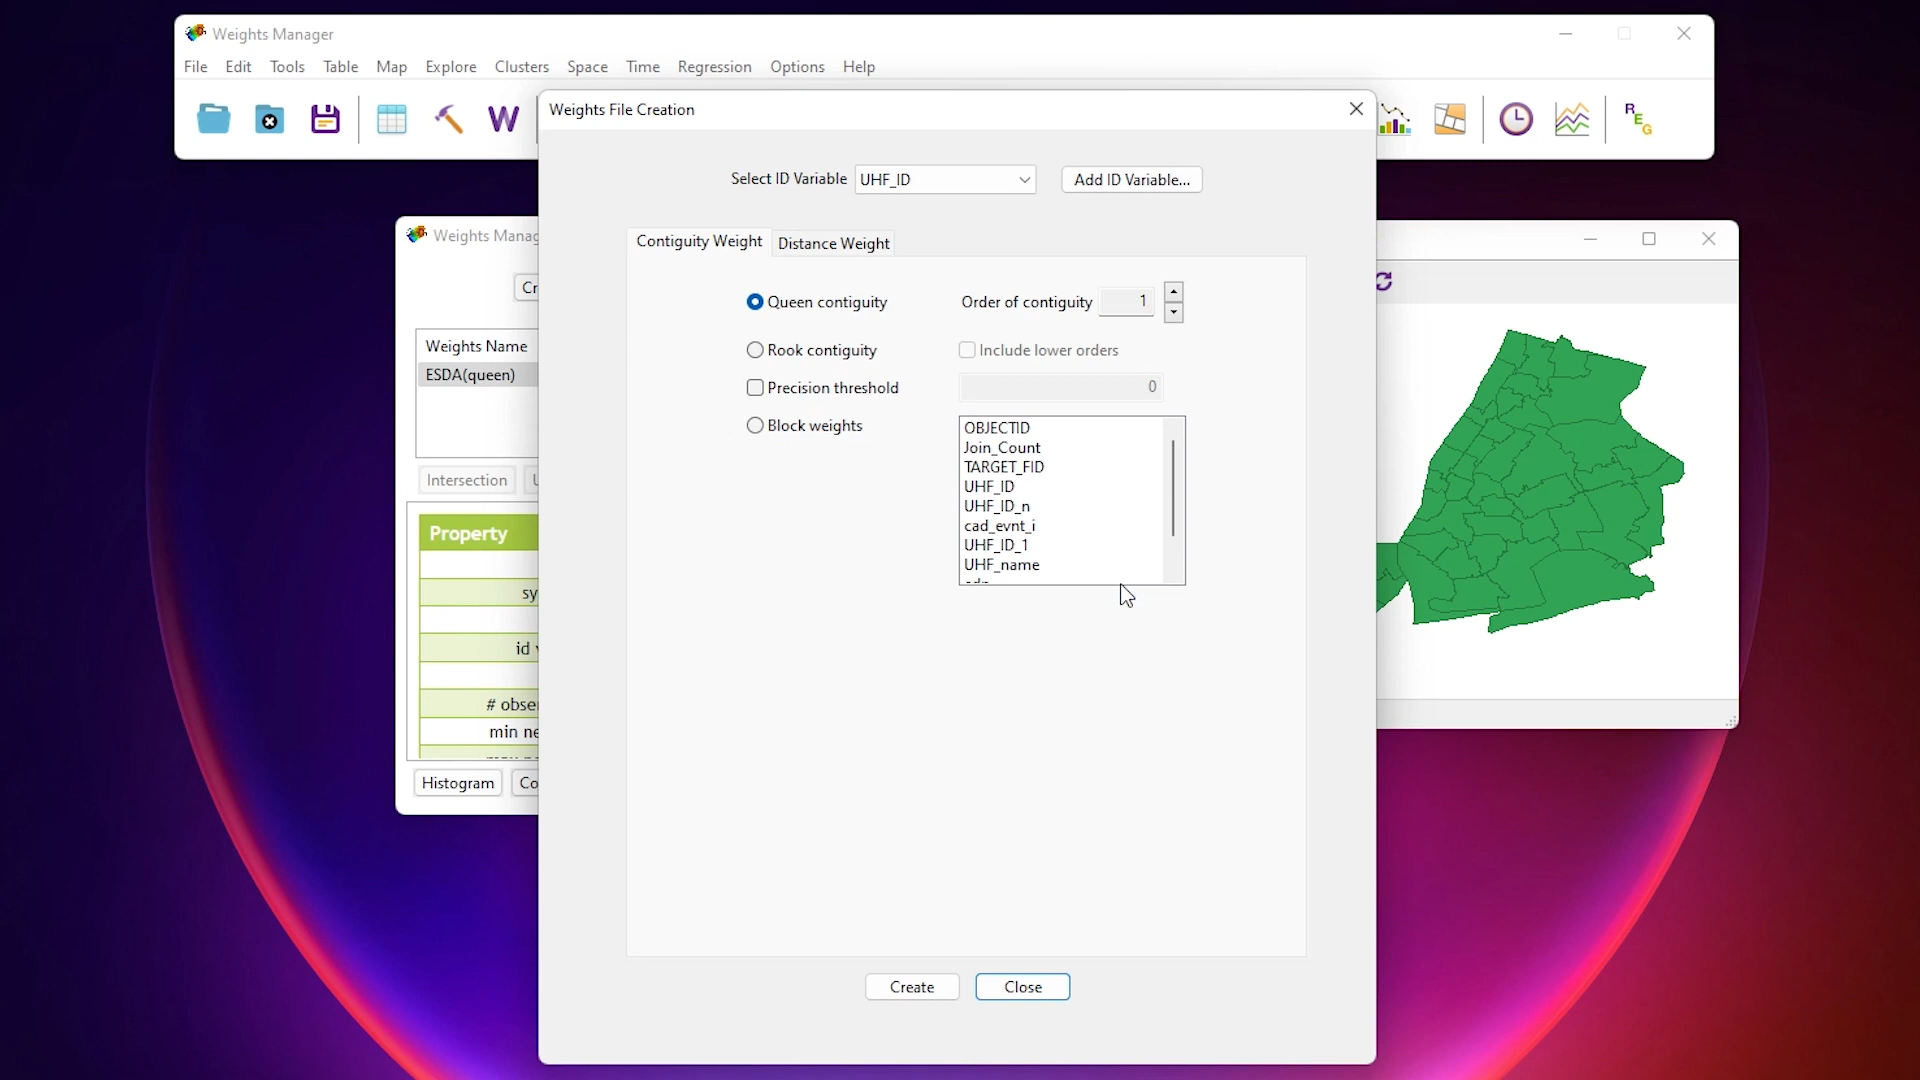 Weights Manager
File Edit Tools Table Map Explore Clusters Space Time Regression Options Help
W
R E G
Weights File Creation
Select ID Variable UHF_ID Add ID Variable...
Weights Manag
Cr
Contiguity Weight Distance Weight
Queen contiguity Order of contiguity 1
Rook contiguity Include lower orders
Precision threshold 0
Block weights
OBJECTID
Join_Count
TARGET_FID
UHF_ID
UHF_ID_n
cad_evnt_i
UHF_ID_1
UHF_name
Weights Name
ESDA(queen)
Intersection
Property
sy
id
# obse
min ne
Histogram Co
Create Close